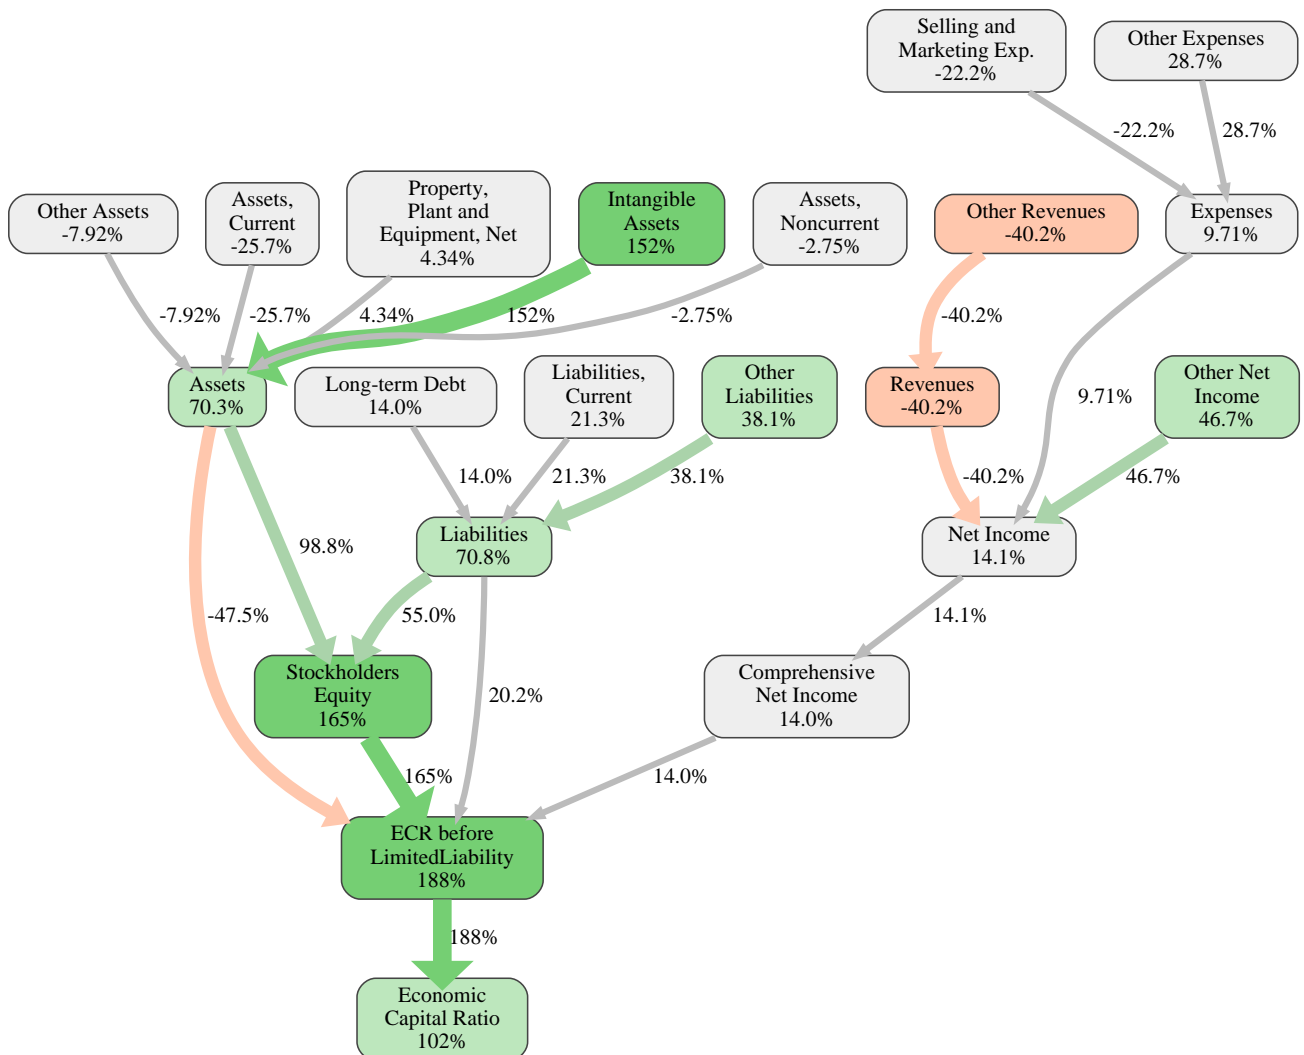 Selling and
Marketing Exp.
-22.2%
Other Expenses
28.7%
-22.2%
28.7%
Other Assets
-7.92%
Assets,
Current
-25.7%
Property,
Plant and
Equipment, Net
4.34%
Intangible
Assets
152%
Assets,
Noncurrent
-2.75%
Other Revenues
-40.2%
Expenses
9.71%
-7.92%
-25.7%
4.34%
152%
-2.75%
-40.2%
Assets
70.3%
Long-term Debt
14.0%
Liabilities,
Current
21.3%
Other
Liabilities
38.1%
Revenues
-40.2%
9.71%
Other Net
Income
46.7%
14.0%
21.3%
38.1%
-40.2%
46.7%
98.8%
Liabilities
70.8%
Net Income
14.1%
-47.5%
55.0%
14.1%
Stockholders
Equity
165%
20.2%
Comprehensive
Net Income
14.0%
165%
14.0%
ECR before
LimitedLiability
188%
188%
Economic
Capital Ratio
102%